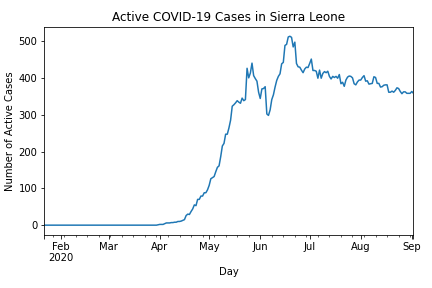 Active COVID-19 Cases in Sierra Leone
500
400
300
200
100
0
Number of Active Cases
Feb Mar Apr May Jun Jul Aug Sep
2020
Day